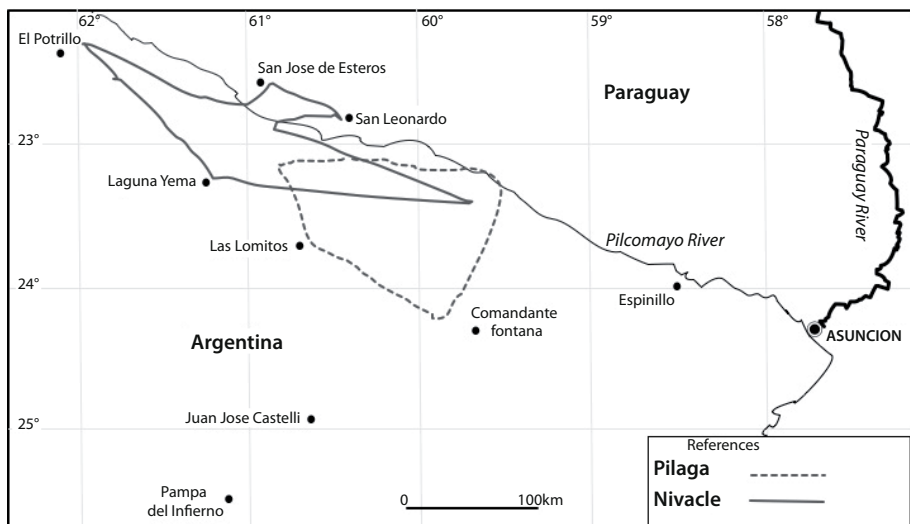 62°
61°
60°
59°
58°
El Potrillo
San Jose de Esteros
Paraguay
San Leonardo
23°
Paraguay River
Laguna Yema
Pilcomayo River
Las Lomitos
24°
Espinillo
Comandante
fontana
ASUNCION
Argentina
Juan Jose Castelli
25°
References
Pilaga
Nivacle
Pampa
del Infierno
0 100km